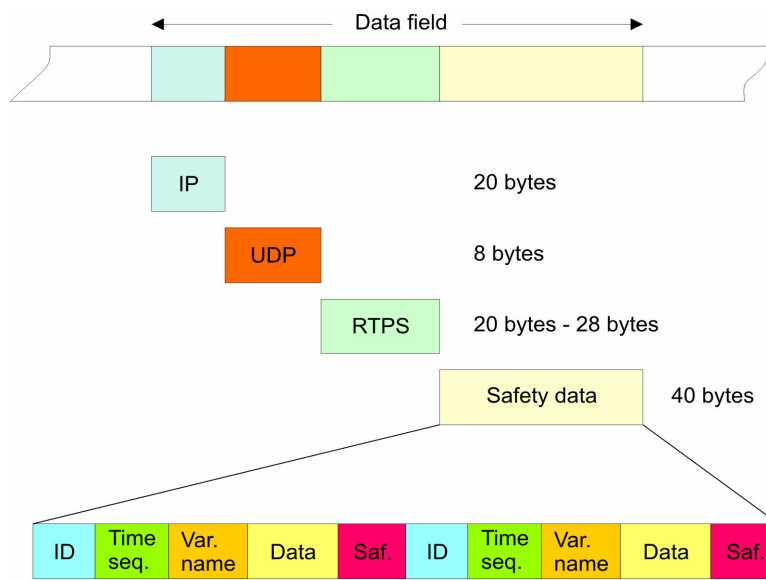 Data field
IP
20 bytes
UDP
8 bytes
RTPS
20 bytes - 28 bytes
Safety data
40 bytes
ID
Time
seq.
Var.
name
Data
Saf.
ID
Time
seq.
Var.
name
Data
Saf.